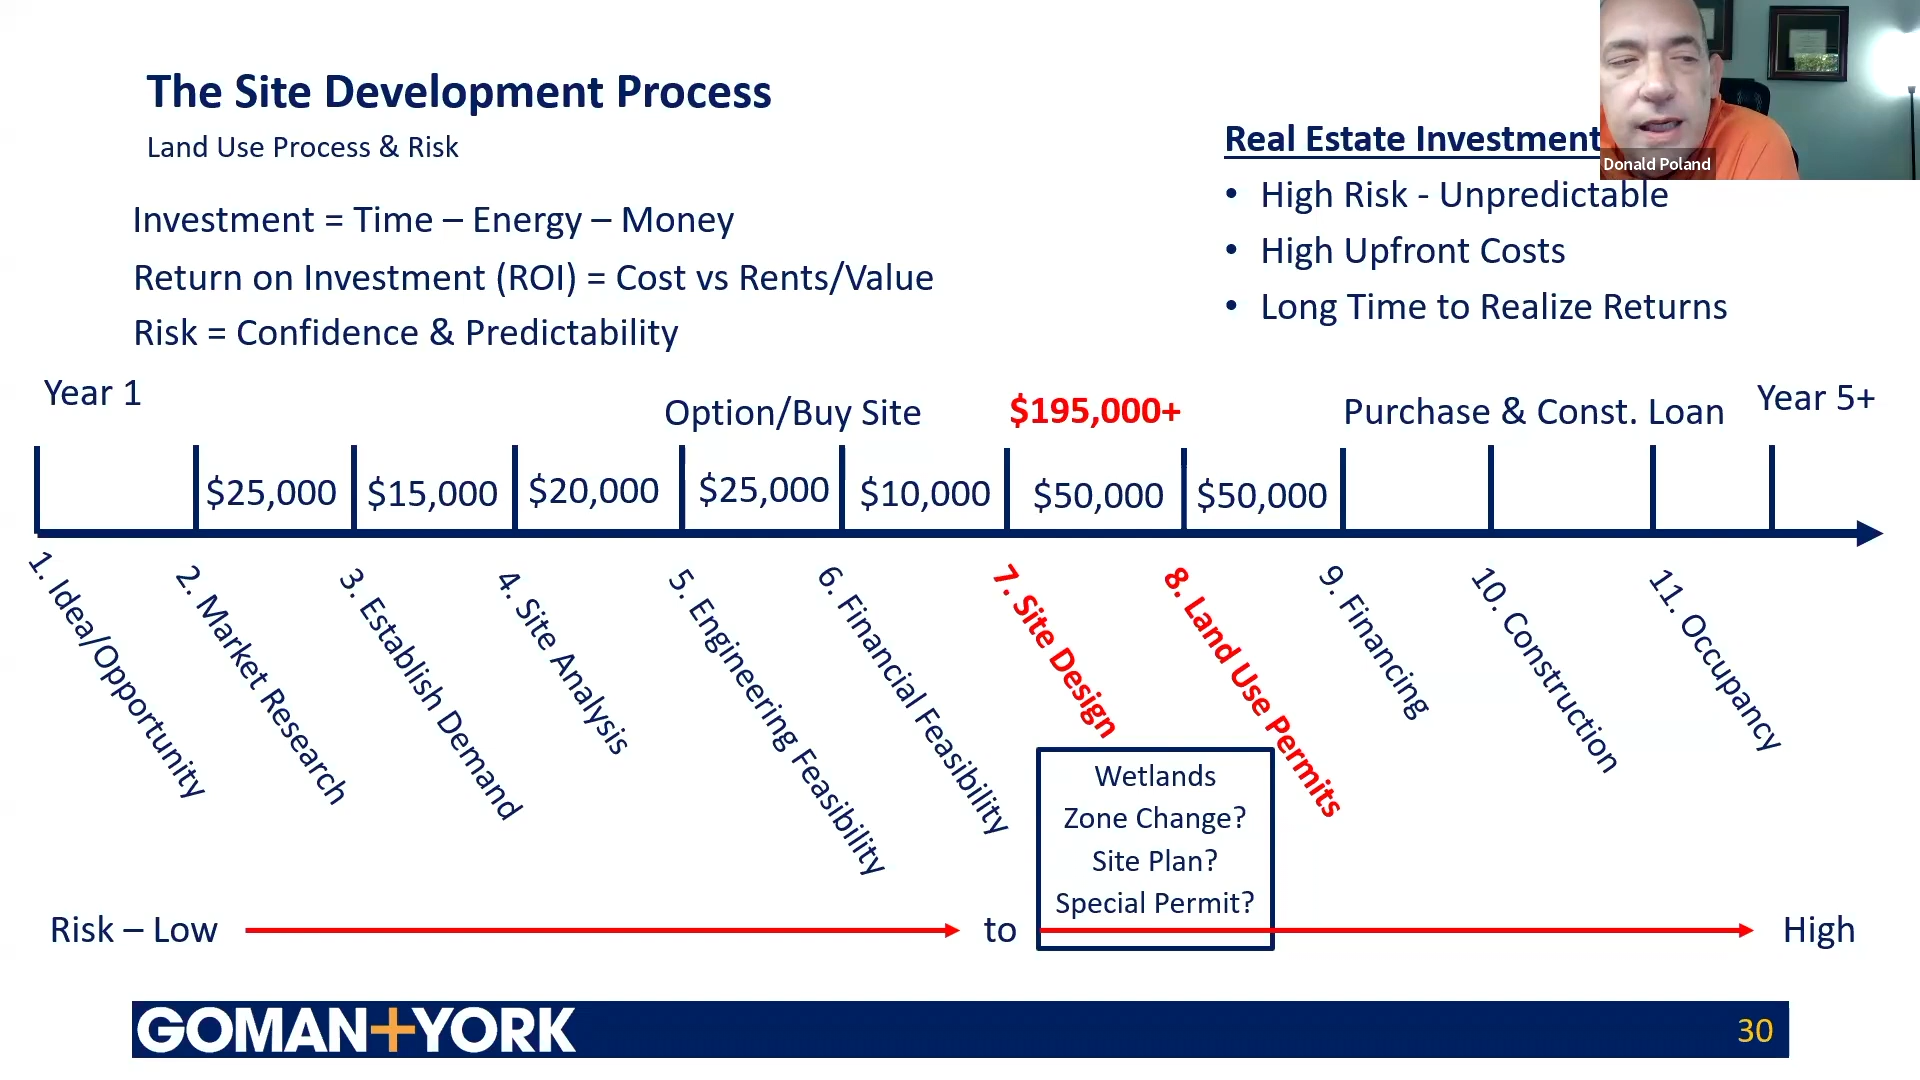 The Site Development Process
Land Use Process & Risk
Investment = Time – Energy – Money
Return on Investment (ROI) = Cost vs Rents/Value
Risk = Confidence & Predictability
Real Estate Investment
• High Risk - Unpredictable
• High Upfront Costs
• Long Time to Realize Returns
Donald Poland
Year 1
Option/Buy Site
$195,000+
Purchase & Const. Loan
Year 5+
$25,000
$15,000
$20,000
$25,000
$10,000
$50,000
$50,000
1. Idea/Opportunity
2. Market Research
3. Establish Demand
4. Site Analysis
5. Engineering Feasibility
6. Financial Feasibility
7. Site Design
8. Land Use Permits
9. Financing
10. Construction
11. Occupancy
Wetlands
Zone Change?
Site Plan?
Special Permit?
Risk – Low
to
High
GOMAN+YORK
30